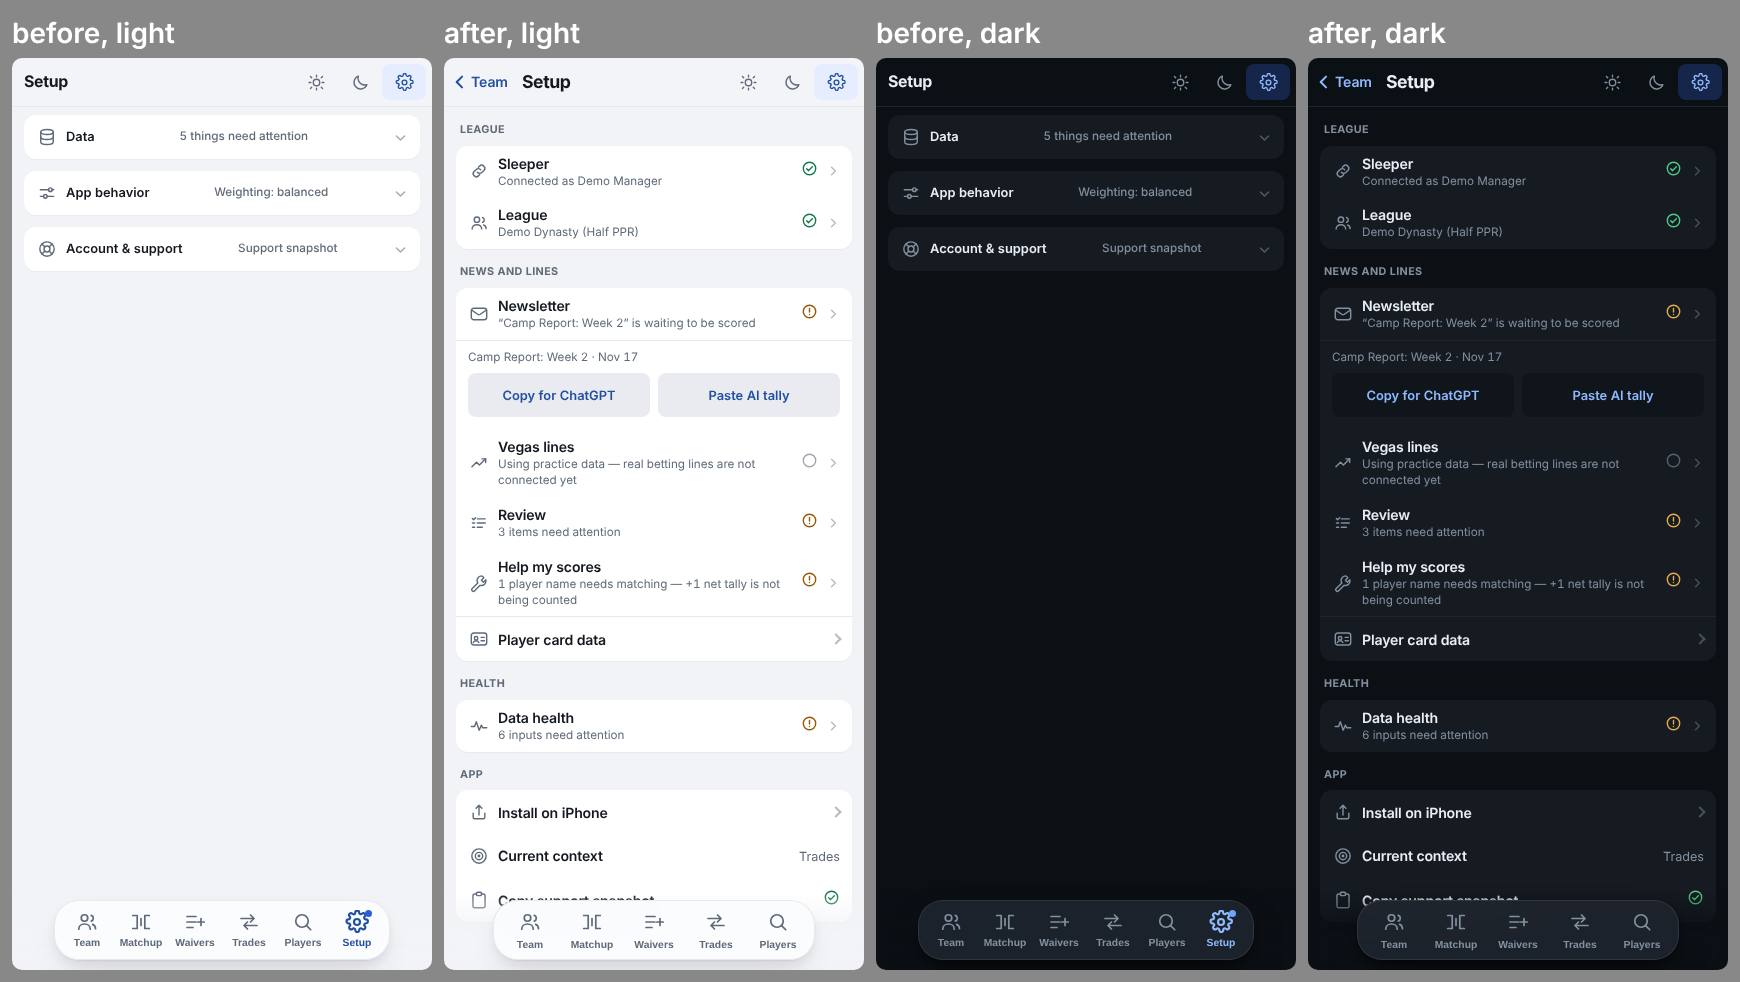 before, light
Setup
Data
5 things need attention
App behavior
Weighting: balanced
Account & support
Support snapshot
Team
Matchup
Waivers
Trades
Players
Setup
after, light
Team
Setup
LEAGUE
Sleeper
Connected as Demo Manager
League
Demo Dynasty (Half PPR)
NEWS AND LINES
Newsletter
“Camp Report: Week 2” is waiting to be scored
Camp Report: Week 2 · Nov 17
Copy for ChatGPT
Paste AI tally
Vegas lines
Using practice data — real betting lines are not
connected yet
Review
3 items need attention
Help my scores
1 player name needs matching — +1 net tally is not
being counted
Player card data
HEALTH
Data health
6 inputs need attention
APP
Install on iPhone
Current context
Trades
Copy support snapshot
Team
Matchup
Waivers
Trades
Players
before, dark
Setup
Data
5 things need attention
App behavior
Weighting: balanced
Account & support
Support snapshot
Team
Matchup
Waivers
Trades
Players
Setup
after, dark
Team
Setup
LEAGUE
Sleeper
Connected as Demo Manager
League
Demo Dynasty (Half PPR)
NEWS AND LINES
Newsletter
“Camp Report: Week 2” is waiting to be scored
Camp Report: Week 2 · Nov 17
Copy for ChatGPT
Paste AI tally
Vegas lines
Using practice data — real betting lines are not
connected yet
Review
3 items need attention
Help my scores
1 player name needs matching — +1 net tally is not
being counted
Player card data
HEALTH
Data health
6 inputs need attention
APP
Install on iPhone
Current context
Trades
Copy support snapshot
Team
Matchup
Waivers
Trades
Players